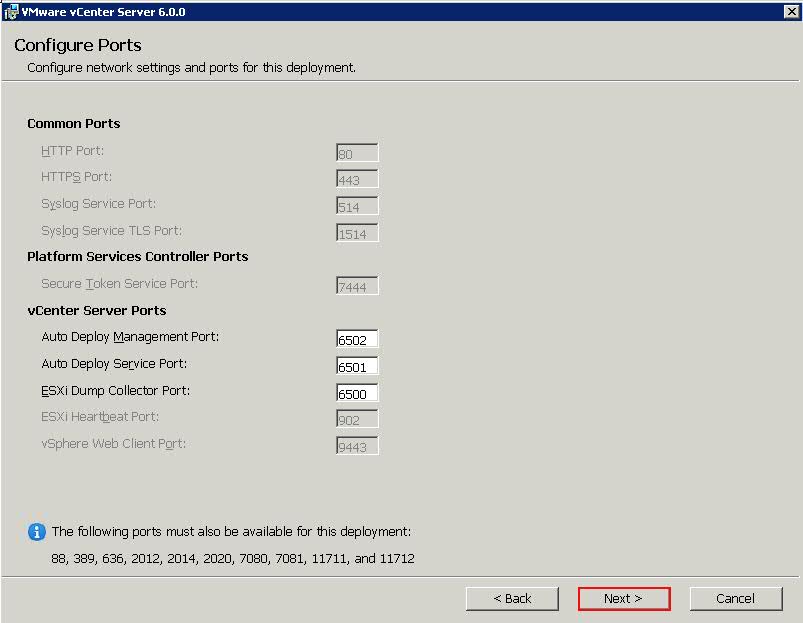 VMware vCenter Server 6.0.0
Configure Ports
Configure network settings and ports for this deployment.
Common Ports
HTTP Port: 80
HTTPS Port: 443
Syslog Service Port: 514
Syslog Service TLS Port: 1514
Platform Services Controller Ports
Secure Token Service Port: 7444
vCenter Server Ports
Auto Deploy Management Port: 6502
Auto Deploy Service Port: 6501
ESXi Dump Collector Port: 6500
ESXi Heartbeat Port: 902
vSphere Web Client Port: 9443
The following ports must also be available for this deployment:
88, 389, 636, 2012, 2014, 2020, 7080, 7081, 11711, and 11712
< Back Next > Cancel